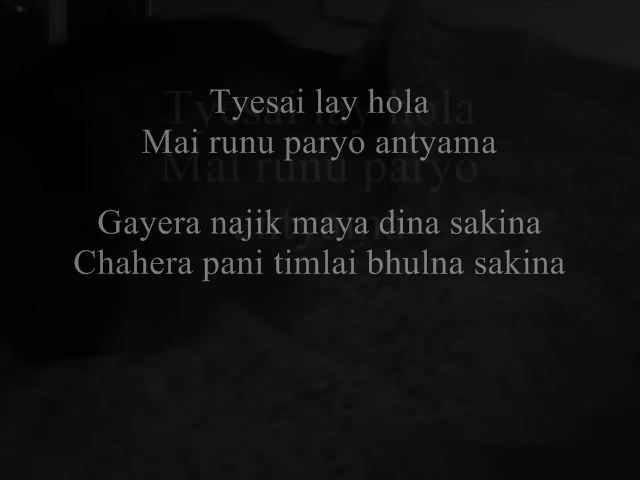 Tyesai lay hola
Mai runu paryo antyama
Gayera najik maya dina sakina
Chahera pani timlai bhulna sakina